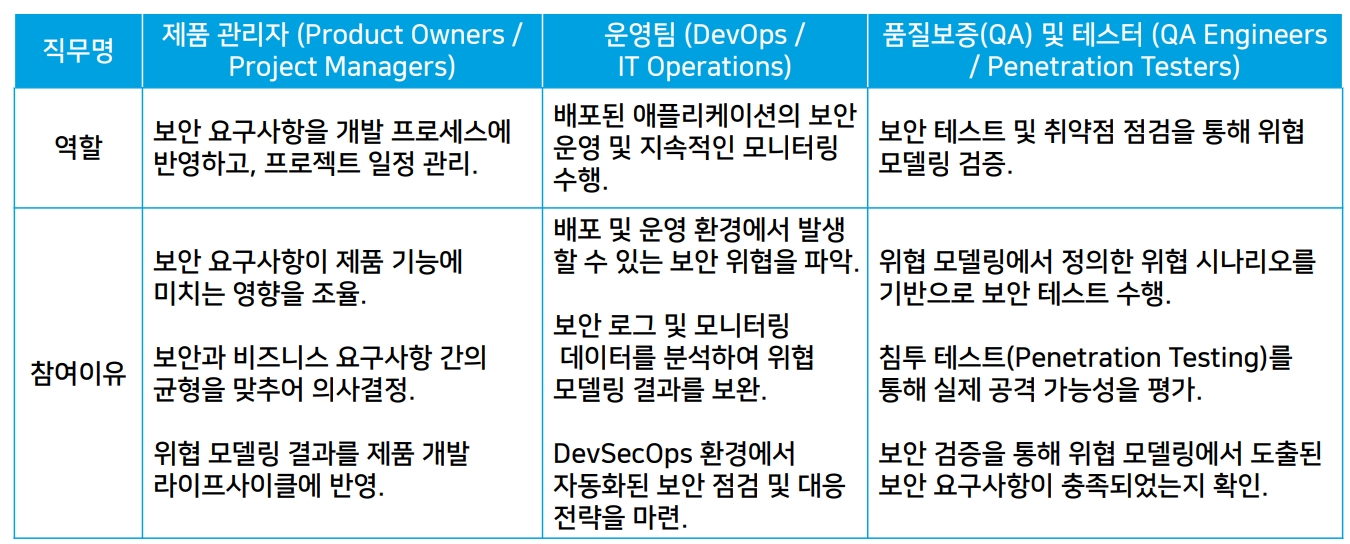 직무명
제품 관리자 (Product Owners /
Project Managers)
운영팀 (DevOps /
IT Operations)
품질보증(QA) 및 테스터 (QA Engineers
/ Penetration Testers)
역할
보안 요구사항을 개발 프로세스에
반영하고, 프로젝트 일정 관리.
배포된 애플리케이션의 보안
운영 및 지속적인 모니터링
수행.
보안 테스트 및 취약점 점검을 통해 위협
모델링 검증.
참여이유
보안 요구사항이 제품 기능에
미치는 영향을 조율.
보안과 비즈니스 요구사항 간의
균형을 맞추어 의사결정.
위협 모델링 결과를 제품 개발
라이프사이클에 반영.
배포 및 운영 환경에서 발생
할 수 있는 보안 위협을 파악.
보안 로그 및 모니터링
데이터를 분석하여 위협
모델링 결과를 보완.
DevSecOps 환경에서
자동화된 보안 점검 및 대응
전략을 마련.
위협 모델링에서 정의한 위협 시나리오를
기반으로 보안 테스트 수행.
침투 테스트(Penetration Testing)를
통해 실제 공격 가능성을 평가.
보안 검증을 통해 위협 모델링에서 도출된
보안 요구사항이 충족되었는지 확인.